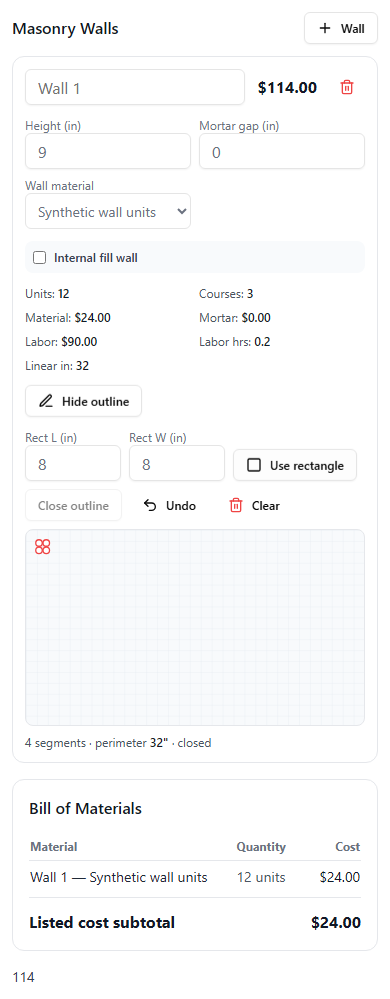 Masonry Walls
Wall
Wall 1
$114.00
Height (in)
Mortar gap (in)
9
0
Wall material
Synthetic wall units
Internal fill wall
Units: 12
Courses: 3
Material: $24.00
Mortar: $0.00
Labor: $90.00
Labor hrs: 0.2
Linear in: 32
Hide outline
Rect L (in)
Rect W (in)
8
8
Use rectangle
Close outline
Undo
Clear
4 segments · perimeter 32" · closed
Bill of Materials
Material Quantity Cost
Wall 1 — Synthetic wall units 12 units $24.00
Listed cost subtotal $24.00
114